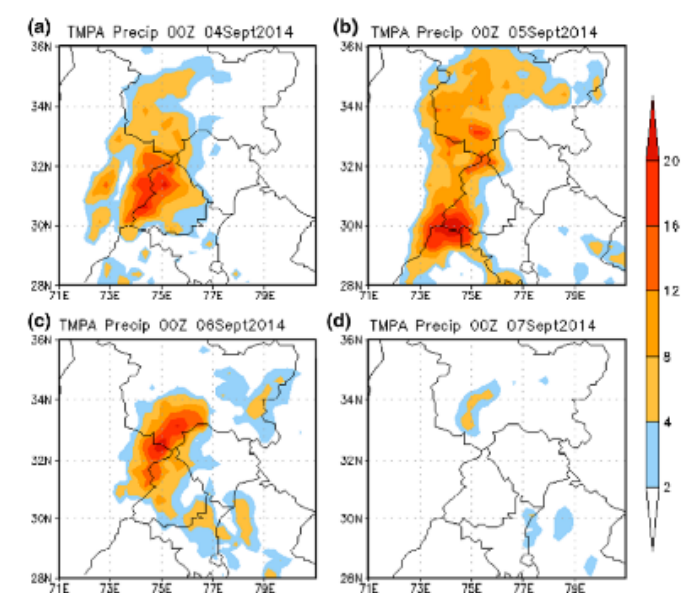 (a) TMPA Precip 00Z 04Sept2014
36N
34N
32N
30N
28N
71E 73E 75E 77E 79E
(b) TMPA Precip 00Z 05Sept2014
36N
34N
32N
30N
28N
71E 73E 75E 77E 79E
(c) TMPA Precip 00Z 06Sept2014
36N
34N
32N
30N
28N
71E 73E 75E 77E 79E
(d) TMPA Precip 00Z 07Sept2014
36N
34N
32N
30N
28N
71E 73E 75E 77E 79E
20
16
12
8
4
2